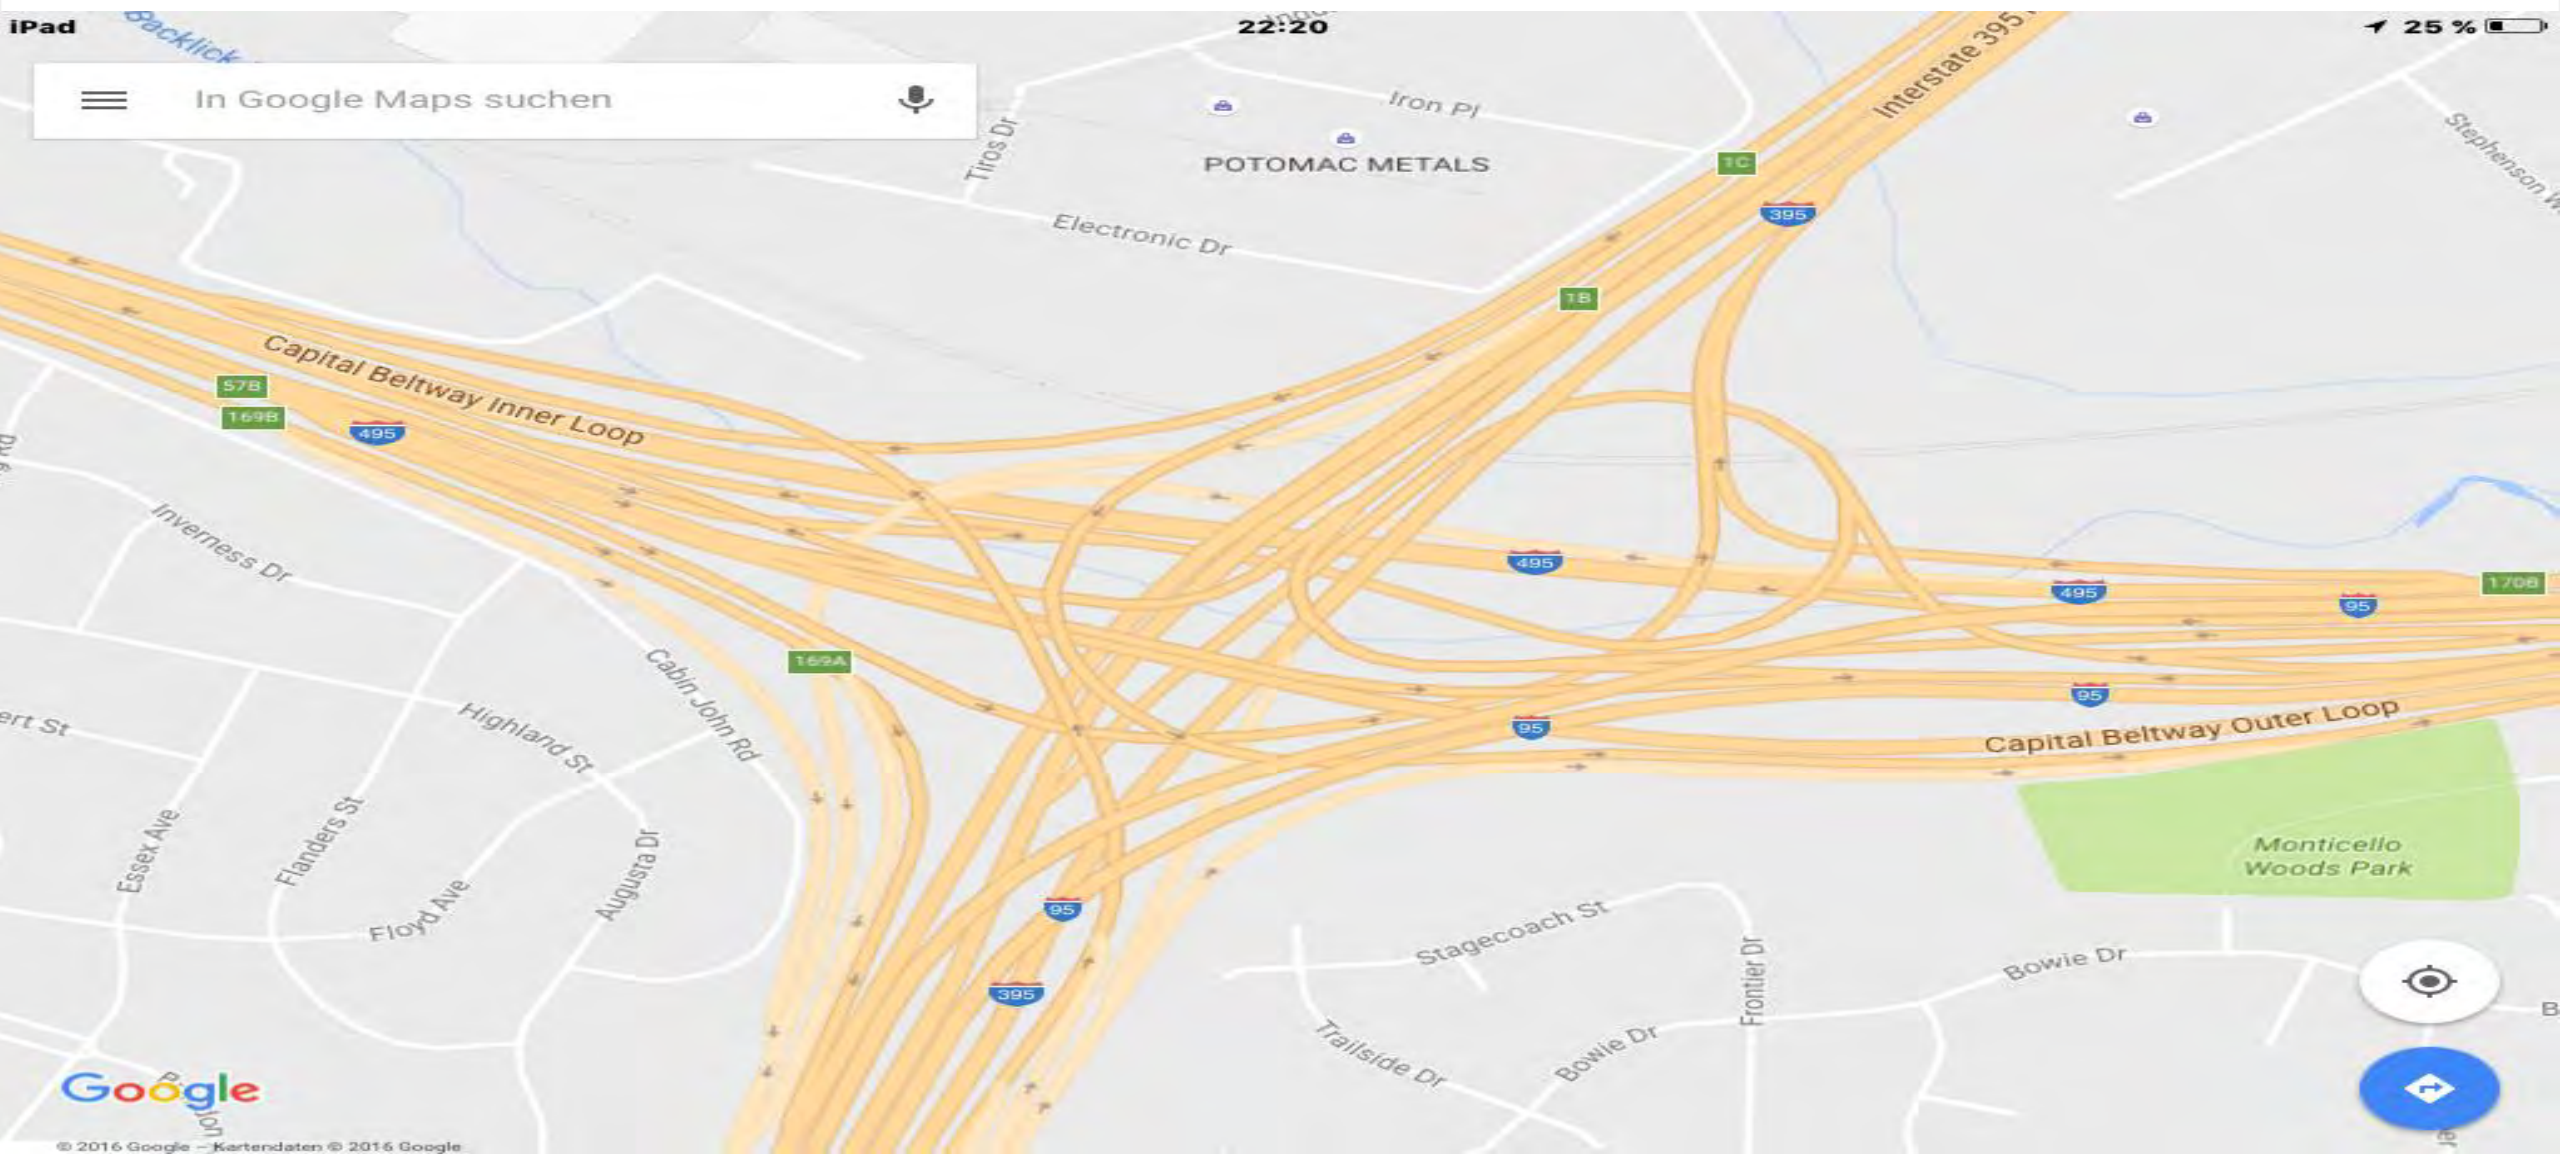 iPad
22:20
25 %
Backlick
In Google Maps suchen
Iron Pl
Interstate 395
Tiros Dr
1C
POTOMAC METALS
Stephenson W
395
Electronic Dr
1B
Capital Beltway Inner Loop
57B
169B
495
Inverness Dr
495
495
95
170B
169A
Cabin John Rd
95
95
Capital Beltway Outer Loop
ert St
Highland St
Essex Ave
Flanders St
Augusta Dr
Floyd Ave
Monticello
Woods Park
95
Stagecoach St
Frontier Dr
Bowie Dr
395
B
Trailside Dr
Bowie Dr
Google
© 2016 Google – Kartendaten © 2016 Google